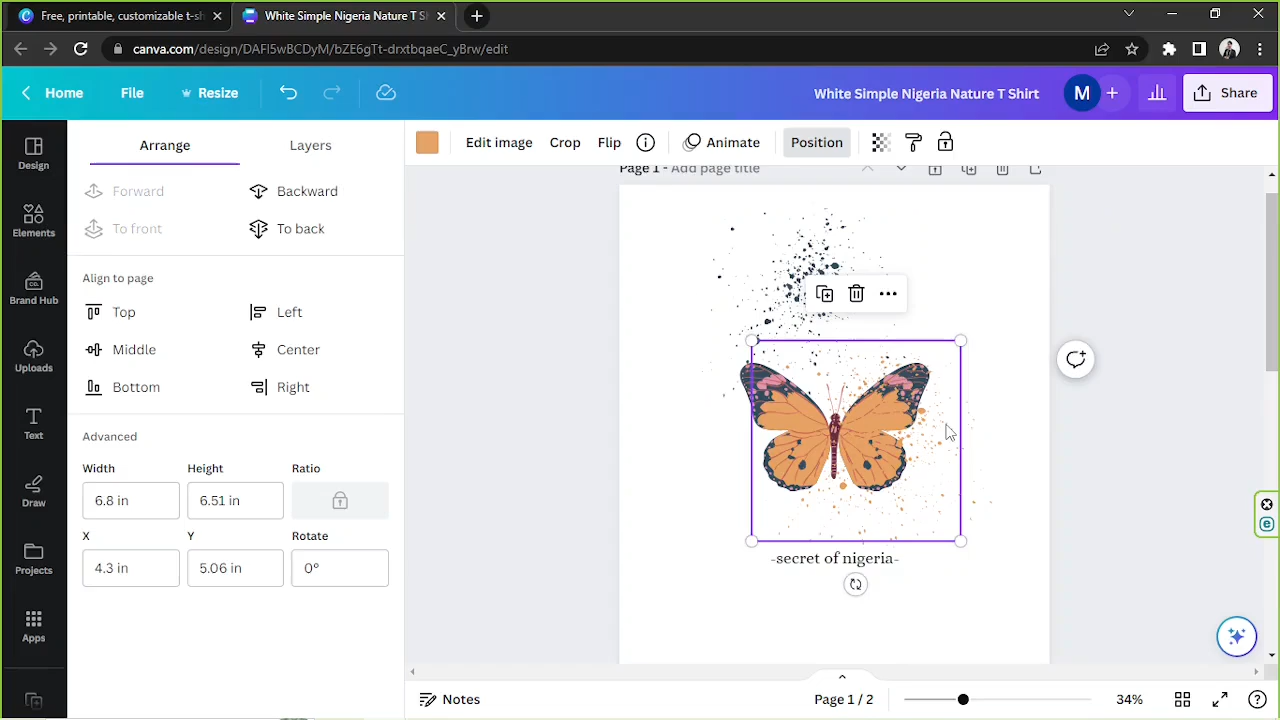 Free, printable, customizable t-sh
White Simple Nigeria Nature T Sh
canva.com/design/DAFl5wBCDyM/bZE6gTt-drxtbqaeC_yBrw/edit
Home File Resize White Simple Nigeria Nature T Shirt M Share
Design
Elements
Brand Hub
Uploads
Text
Draw
Projects
Apps
Arrange Layers
Forward Backward
To front To back
Align to page
Top Left
Middle Center
Bottom Right
Advanced
Width Height Ratio
6.8 in 6.51 in
X Y Rotate
4.3 in 5.06 in 0°
Edit image Crop Flip Animate Position
Page 1 - Add page title
-secret of nigeria-
Notes Page 1 / 2 34%